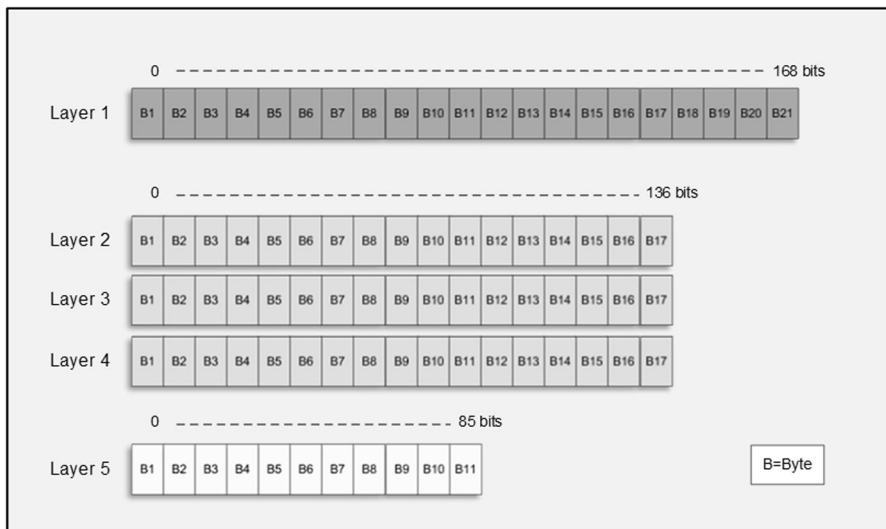 0 168 bits
Layer 1 B1 B2 B3 B4 B5 B6 B7 B8 B9 B10 B11 B12 B13 B14 B15 B16 B17 B18 B19 B20 B21
0 136 bits
Layer 2 B1 B2 B3 B4 B5 B6 B7 B8 B9 B10 B11 B12 B13 B14 B15 B16 B17
Layer 3 B1 B2 B3 B4 B5 B6 B7 B8 B9 B10 B11 B12 B13 B14 B15 B16 B17
Layer 4 B1 B2 B3 B4 B5 B6 B7 B8 B9 B10 B11 B12 B13 B14 B15 B16 B17
0 85 bits
Layer 5 B1 B2 B3 B4 B5 B6 B7 B8 B9 B10 B11
B=Byte